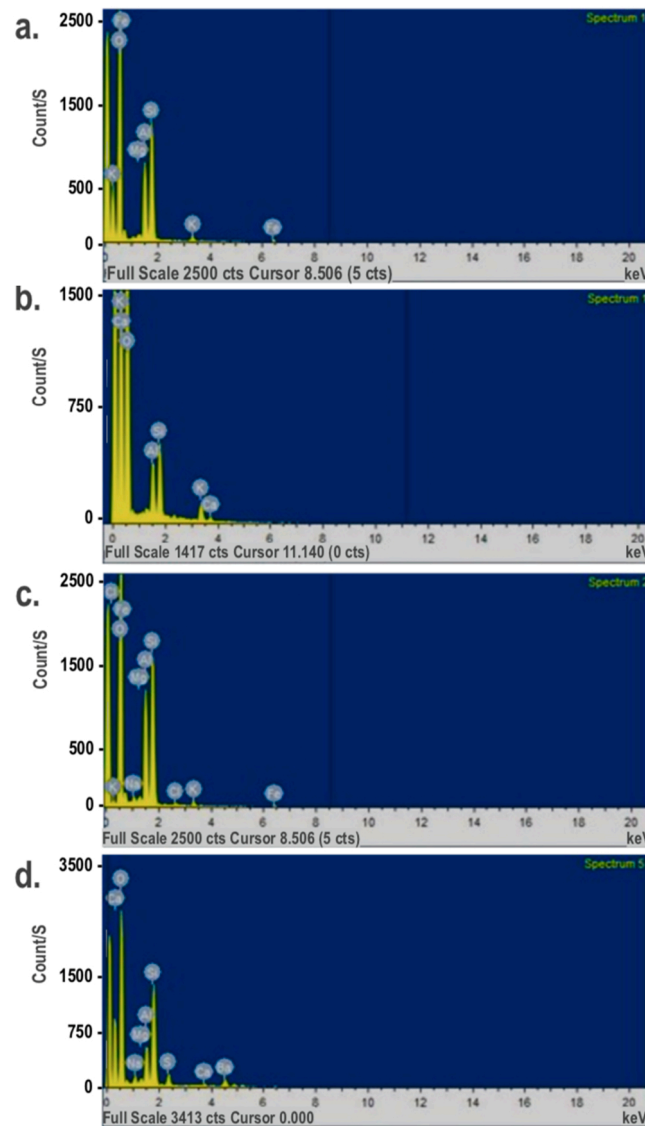 a.
Count/S
2500
1500
500
0
Spectrum 1
Fe
O
Si
Al
Mg
K
K
Fe
0 2 4 6 8 10 12 14 16 18 20
Full Scale 2500 cts Cursor 8.506 (5 cts) keV
b.
Count/S
1500
750
0
Spectrum 1
K
Ca
O
Si
Al
K
Ca
0 2 4 6 8 10 12 14 16 18 20
Full Scale 1417 cts Cursor 11.140 (0 cts) keV
c.
Count/S
2500
1500
500
0
Spectrum 2
Fe
O
Si
Al
Mg
K
Na
K
Fe
0 2 4 6 8 10 12 14 16 18 20
Full Scale 2500 cts Cursor 8.506 (5 cts) keV
d.
Count/S
3500
1500
750
0
Spectrum 5
O
Ca
Si
Al
Mg
Na
S
Ca
0 2 4 6 8 10 12 14 16 18 20
Full Scale 3413 cts Cursor 0.000 keV